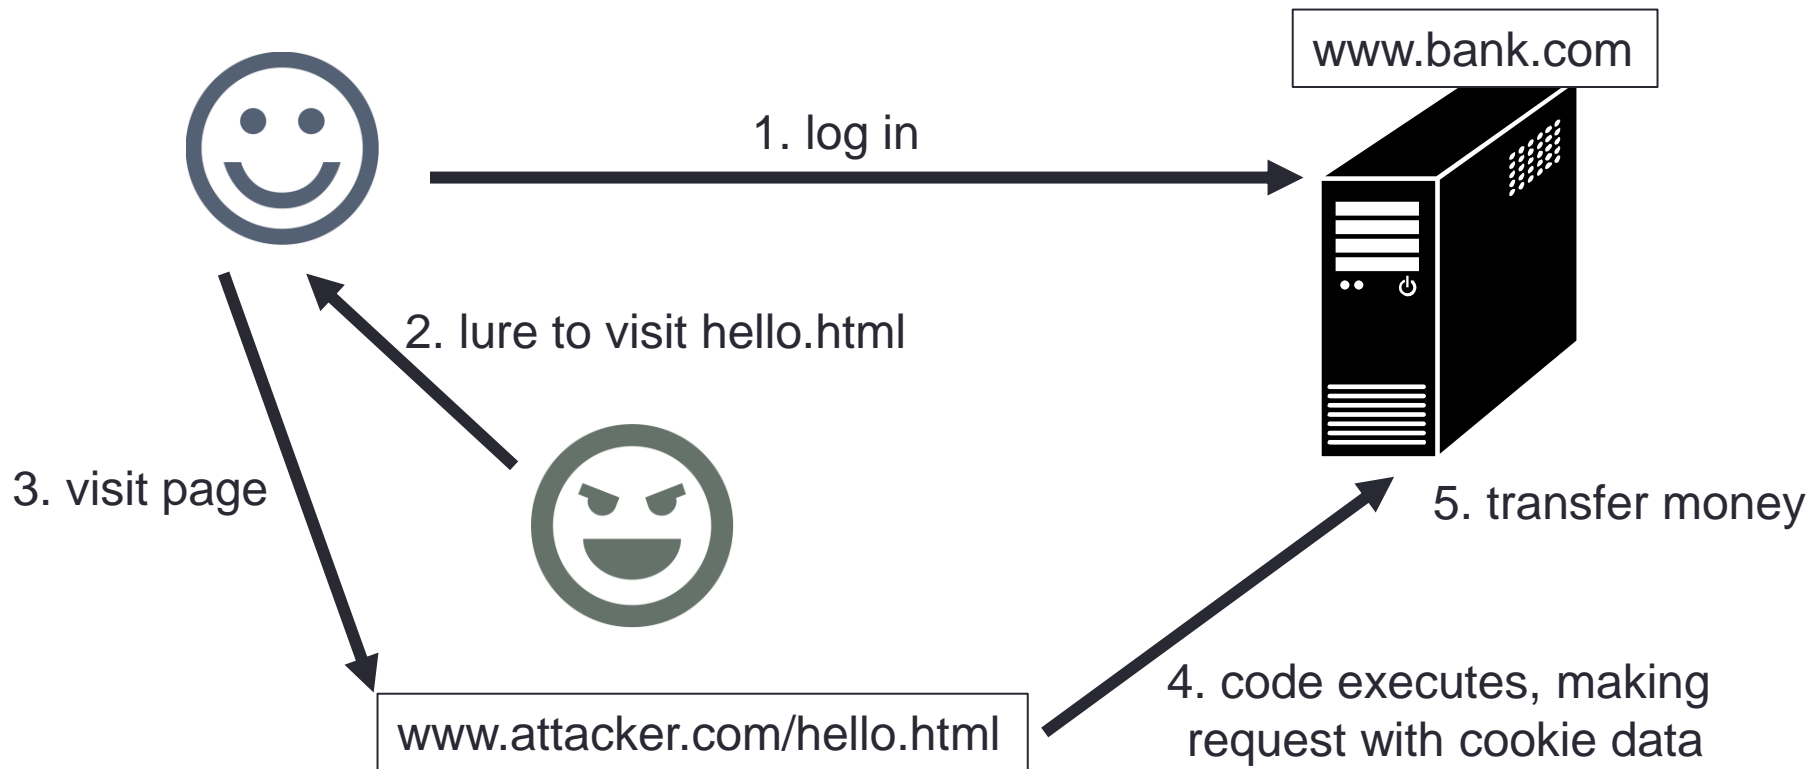 www.bank.com
1. log in
2. lure to visit hello.html
3. visit page
www.attacker.com/hello.html
4. code executes, making
request with cookie data
5. transfer money